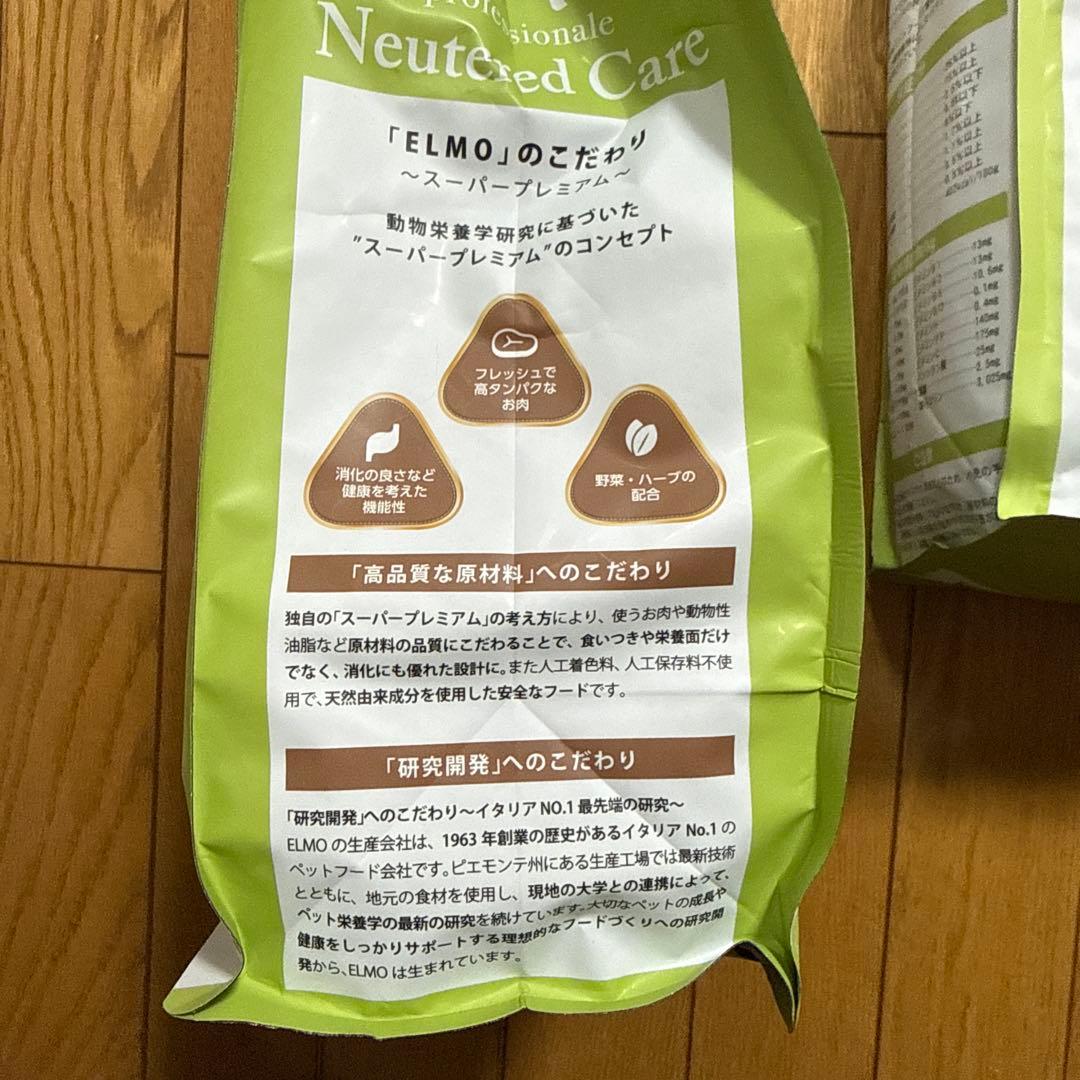 professionale
Neutered Care
「ELMO」のこだわり
～スーパープレミアム～
動物栄養学研究に基づいた
"スーパープレミアム"のコンセプト
フレッシュで
高タンパクな
お肉
消化の良さなど
健康を考えた
機能性
野菜・ハーブの
配合
「高品質な原材料」へのこだわり
独自の「スーパープレミアム」の考え方により、使うお肉や動物性
油脂など原材料の品質にこだわることで、食いつきや栄養面だけ
でなく、消化にも優れた設計に。また人工着色料、人工保存料不使
用で、天然由来成分を使用した安全なフードです。
「研究開発」へのこだわり
「研究開発」へのこだわり～イタリア NO.1 最先端の研究～
ELMO の生産会社は、1963 年創業の歴史があるイタリア No.1 の
ペットフード会社です。ピエモンテ州にある生産工場では最新技術
とともに、地元の食材を使用し、現地の大学との連携によって、
ペット栄養学の最新の研究を続けています。大切なペットの成長や
健康をしっかりサポートする理想的なフードづくりへの研究開
発から、ELMO は生まれています。
13mg
13mg
10.6mg
0.1mg
0.4mg
140mg
175mg
25mg
2.5mg
3,025mg